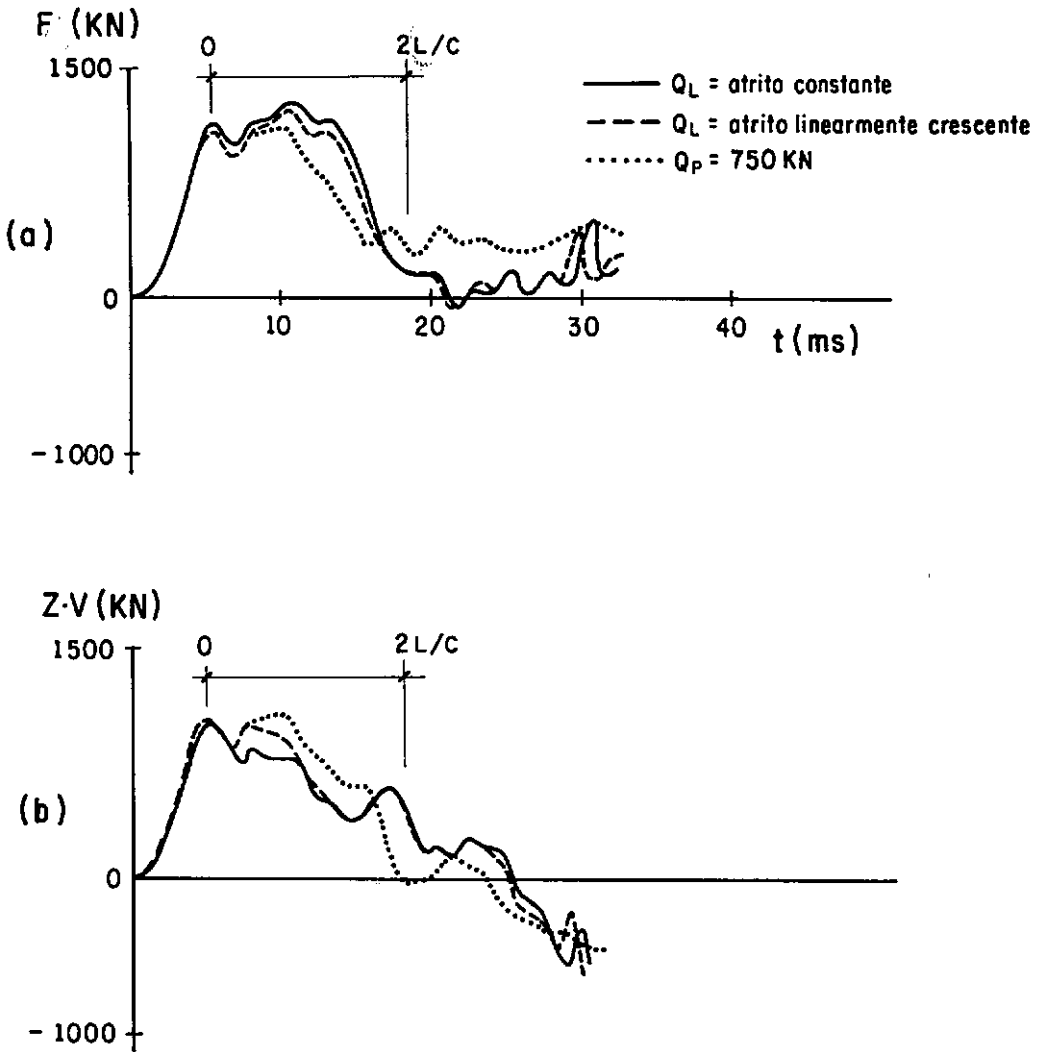 F (KN)
1500
0
2L/C
Q_L = atrito constante
Q_L = atrito linearmente crescente
Q_P = 750 KN
(a)
0
10
20
30
40
t (ms)
-1000
Z·V (KN)
1500
0
2L/C
(b)
0
-1000